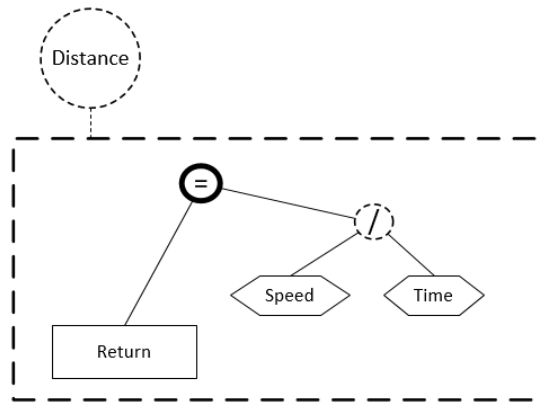 Distance
=
/
Speed
Time
Return